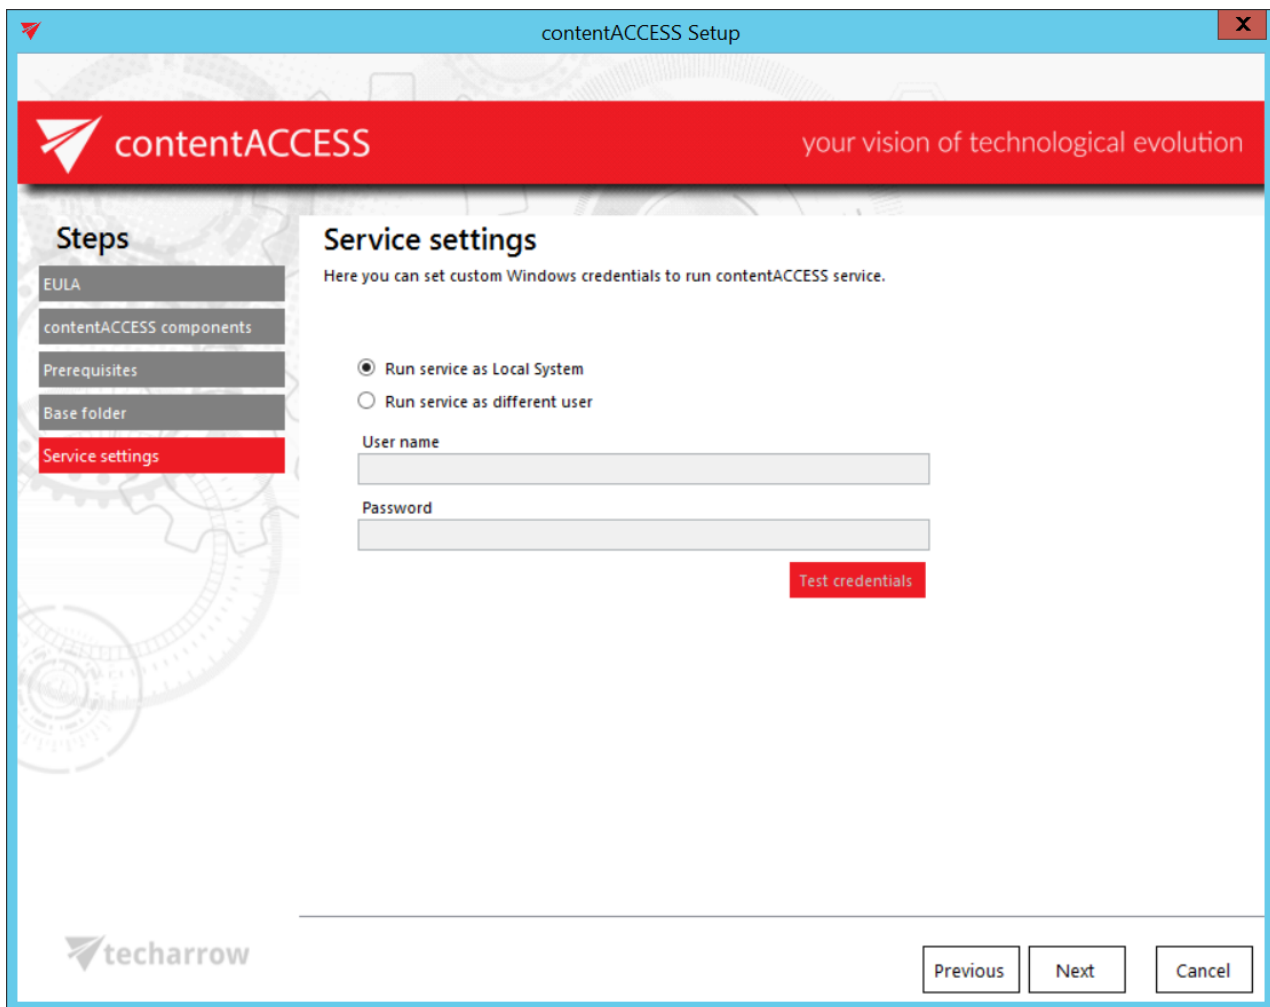 contentACCESS Setup
X
contentACCESS
your vision of technological evolution
Steps
EULA
contentACCESS components
Prerequisites
Base folder
Service settings
Service settings
Here you can set custom Windows credentials to run contentACCESS service.
Run service as Local System
Run service as different user
User name
Password
Test credentials
techarrow
Previous
Next
Cancel